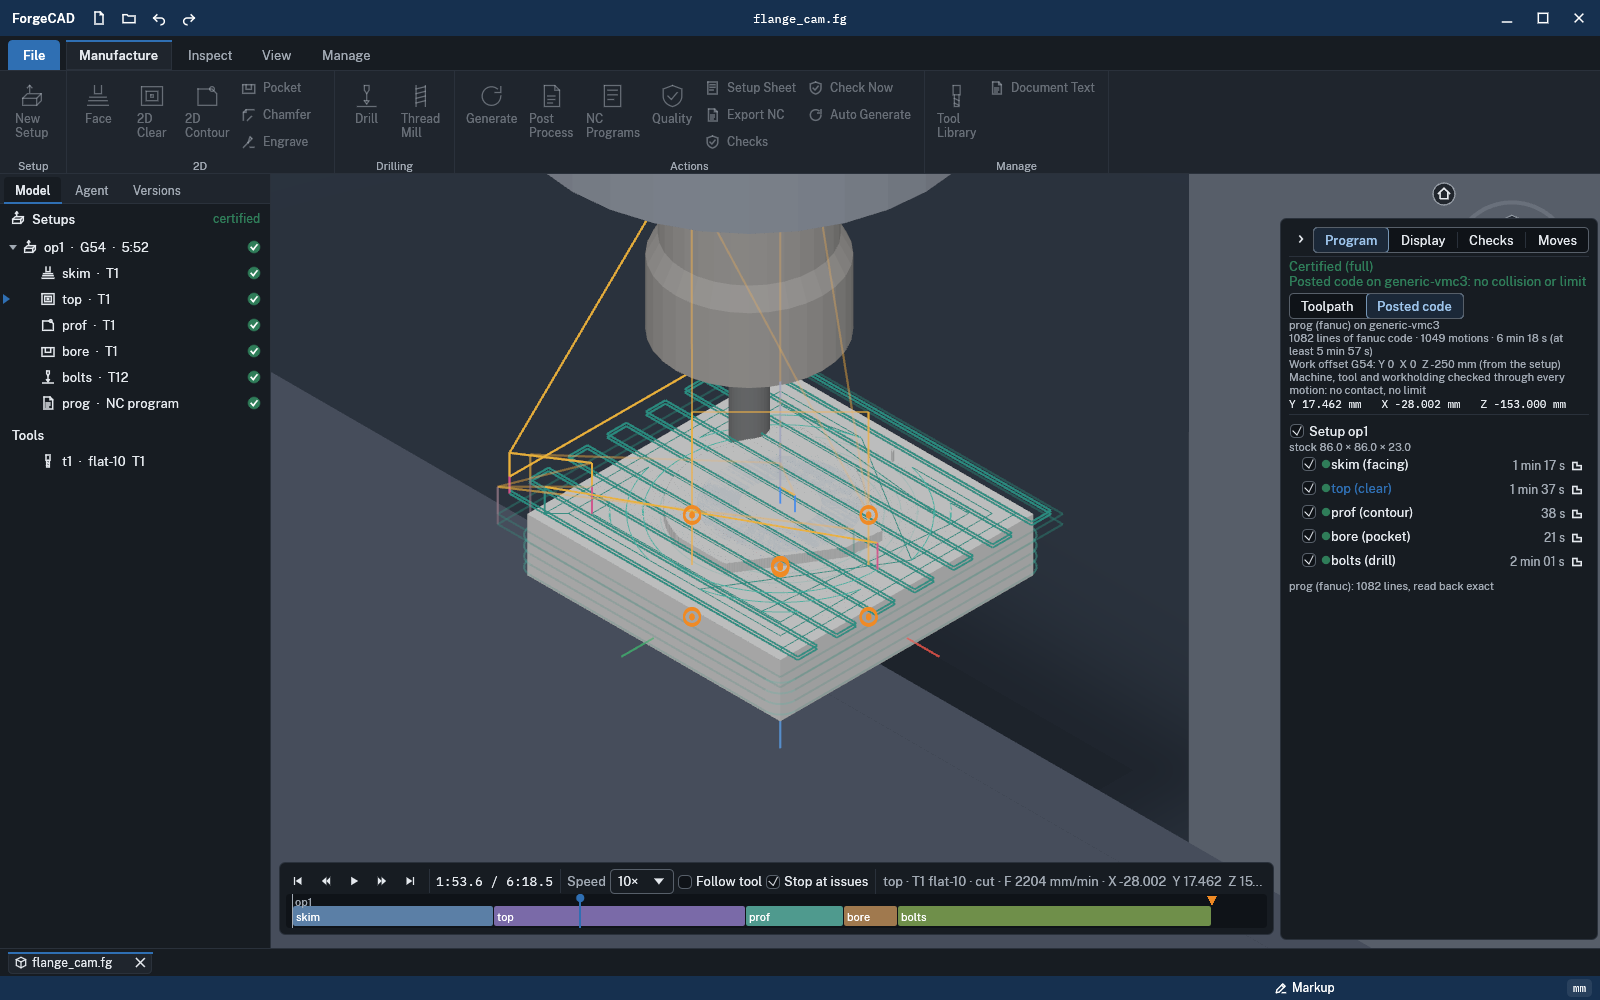 ForgeCAD
flange_cam.fg
File
Manufacture
Inspect
View
Manage
New Setup
Face
2D Clear
2D Contour
Pocket
Chamfer
Engrave
Drill
Thread Mill
Generate
Post Process
NC Programs
Quality
Setup Sheet
Export NC
Checks
Check Now
Auto Generate
Tool Library
Document Text
Setup
2D
Drilling
Actions
Manage
Model
Agent
Versions
Setups
certified
op1 · G54 · 5:52
skim · T1
top · T1
prof · T1
bore · T1
bolts · T12
prog · NC program
Tools
t1 · flat-10 T1
Program
Display
Checks
Moves
Certified (full)
Posted code on generic-vmc3: no collision or limit
Toolpath
Posted code
prog (fanuc) on generic-vmc3
1082 lines of fanuc code · 1049 motions · 6 min 18 s (at
least 5 min 57 s)
Work offset G54: Y 0 X 0 Z -250 mm (from the setup)
Machine, tool and workholding checked through every
motion: no contact, no limit
Y 17.462 mm X -28.002 mm Z -153.000 mm
Setup op1
stock 86.0 × 86.0 × 23.0
skim (facing) 1 min 17 s
top (clear) 1 min 37 s
prof (contour) 38 s
bore (pocket) 21 s
bolts (drill) 2 min 01 s
prog (fanuc): 1082 lines, read back exact
1:53.6 / 6:18.5
Speed
10×
Follow tool
Stop at issues
top · T1 flat-10 · cut · F 2204 mm/min · X -28.002 Y 17.462 Z 15...
op1
skim
top
prof
bore
bolts
flange_cam.fg
Markup
mm